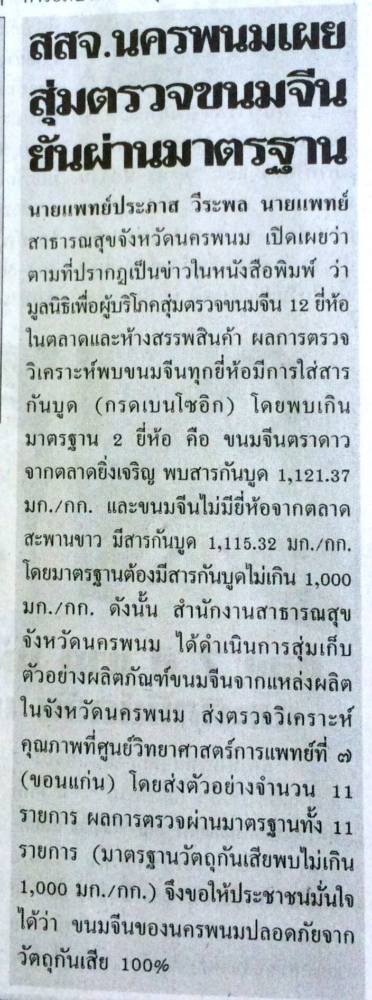 สสจ.นครพนมเผย
สุ่มตรวจขนมจีน
ยันผ่านมาตรฐาน
นายแพทย์ประภาส วีระพล นายแพทย์
สาธารณสุขจังหวัดนครพนม เปิดเผยว่า
ตามที่ปรากฏเป็นข่าวในหนังสือพิมพ์ ว่า
มูลนิธิเพื่อผู้บริโภคสุ่มตรวจขนมจีน 12 ยี่ห้อ
ในตลาดและห้างสรรพสินค้า ผลการตรวจ
วิเคราะห์พบขนมจีนทุกยี่ห้อมีการใส่สาร
กันบูด (กรดเบนโซอิก) โดยพบเกิน
มาตรฐาน 2 ยี่ห้อ คือ ขนมจีนตราดาว
จากตลาดยิ่งเจริญ พบสารกันบูด 1,121.37
มก./กก. และขนมจีนไม่มียี่ห้อจากตลาด
สะพานขาว มีสารกันบูด 1,115.32 มก./กก.
โดยมาตรฐานต้องมีสารกันบูดไม่เกิน 1,000
มก./กก. ดังนั้น สำนักงานสาธารณสุข
จังหวัดนครพนม ได้ดำเนินการสุ่มเก็บ
ตัวอย่างผลิตภัณฑ์ขนมจีนจากแหล่งผลิต
ในจังหวัดนครพนม ส่งตรวจวิเคราะห์
คุณภาพที่ศูนย์วิทยาศาสตร์การแพทย์ที่ ๗
(ขอนแก่น) โดยส่งตัวอย่างจำนวน 11
รายการ ผลการตรวจผ่านมาตรฐานทั้ง 11
รายการ (มาตรฐานวัตถุกันเสียพบไม่เกิน
1,000 มก./กก.) จึงขอให้ประชาชนมั่นใจ
ได้ว่า ขนมจีนของนครพนมปลอดภัยจาก
วัตถุกันเสีย 100%